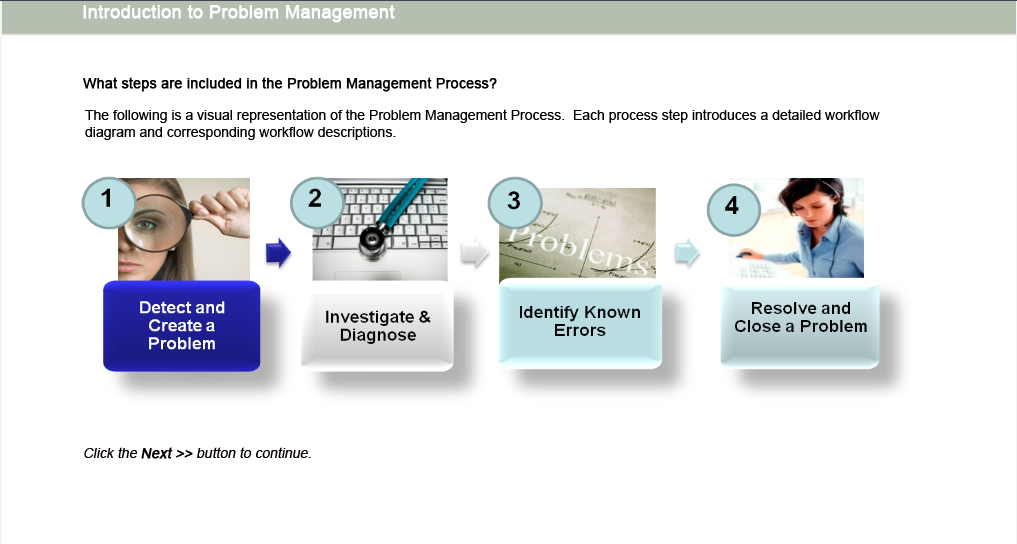 Introduction to Problem Management
What steps are included in the Problem Management Process?
The following is a visual representation of the Problem Management Process.  Each process step introduces a detailed workflow
diagram and corresponding workflow descriptions.
1
Detect and
Create a
Problem
2
Investigate &
Diagnose
3
Problems
Identify Known
Errors
4
Resolve and
Close a Problem
Click the Next >> button to continue.